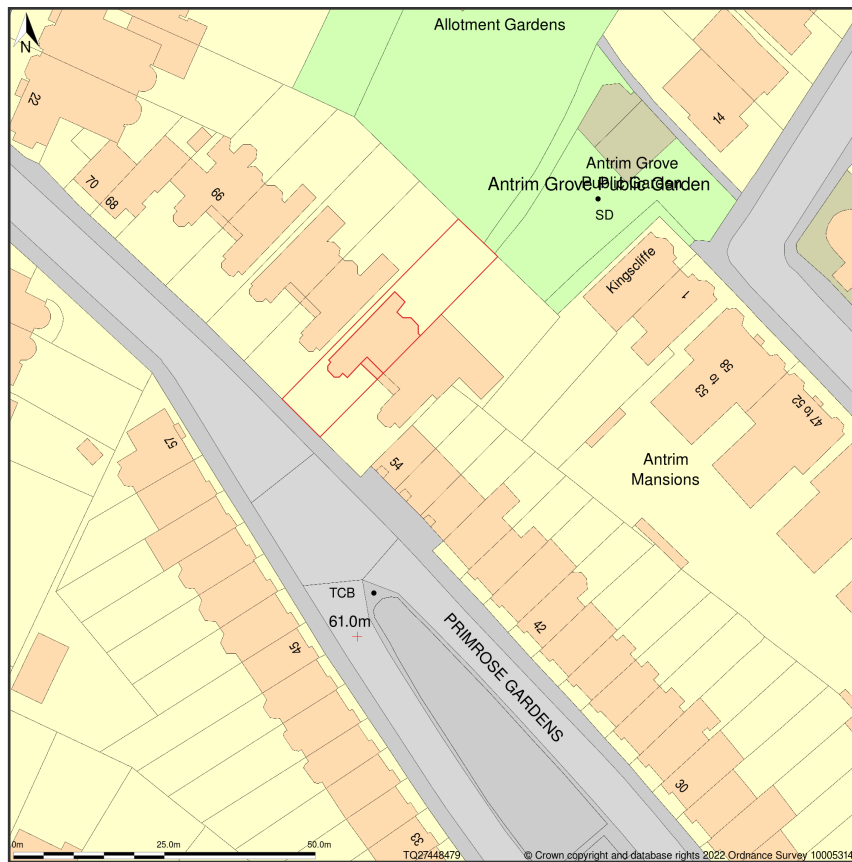 Allotment Gardens
N
22
14
70
68
66
Antrim Grove
Public Garden
Antrim Grove Public Garden
SD
Kingscliffe
1
53 to 58
47 to 52
57
54
Antrim
Mansions
TCB
61.0m
42
45
PRIMROSE GARDENS
30
33
0m
25.0m
50.0m
TQ27448479
© Crown copyright and database rights 2022 Ordnance Survey 10005314